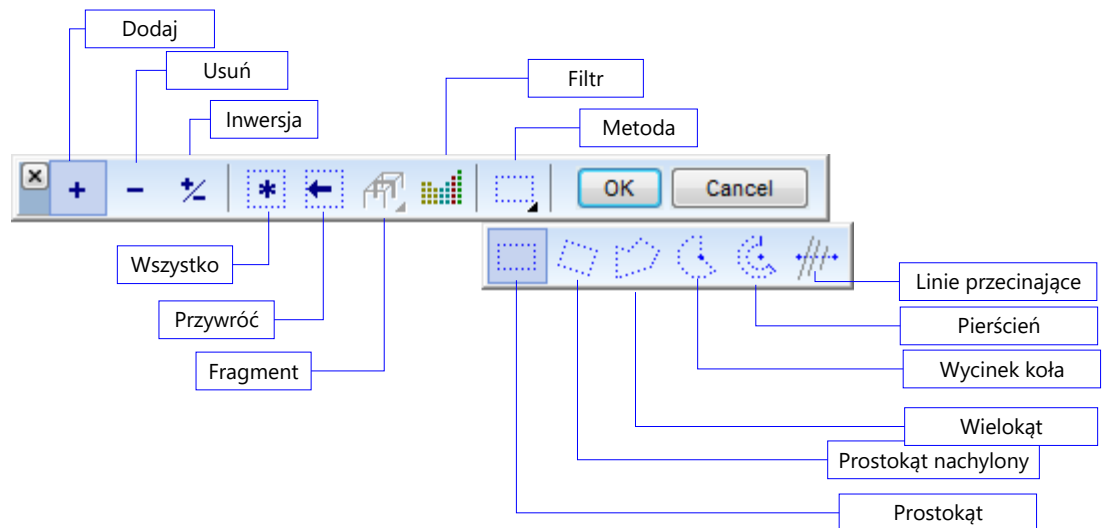 Dodaj
Usuń
Filtr
Inwersja
Metoda
OK
Cancel
Wszystko
Linie przecinające
Przywróć
Pierścień
Fragment
Wycinek koła
Wielokąt
Prostokąt nachylony
Prostokąt